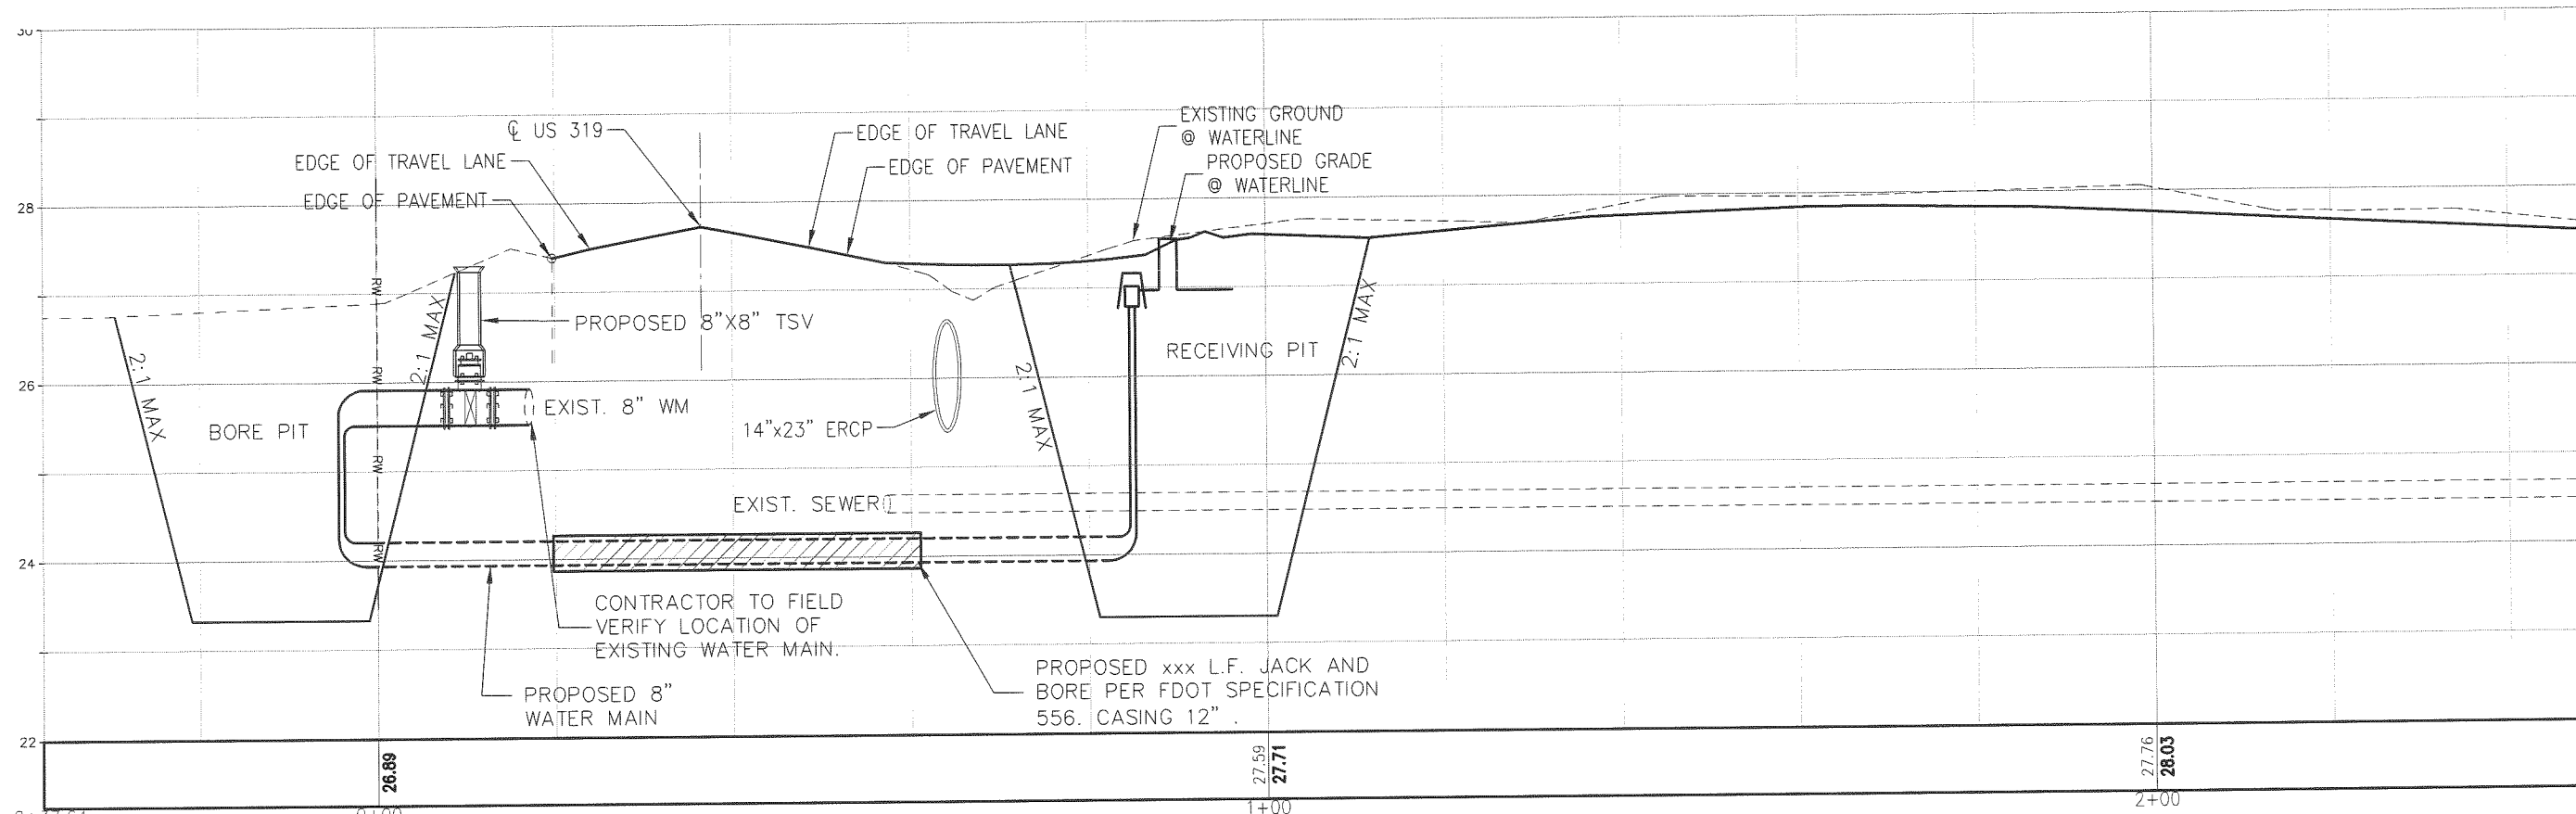 30
28
26
24
22
℄ US 319
EDGE OF TRAVEL LANE
EDGE OF PAVEMENT
EDGE OF TRAVEL LANE
EDGE OF PAVEMENT
EXISTING GROUND
@ WATERLINE
PROPOSED GRADE
@ WATERLINE
RW
RW
RW
RW
2:1 MAX
2:1 MAX
2:1 MAX
2:1 MAX
PROPOSED 8"X8" TSV
RECEIVING PIT
BORE PIT
EXIST. 8" WM
14"x23" ERCP
EXIST. SEWER
CONTRACTOR TO FIELD
VERIFY LOCATION OF
EXISTING WATER MAIN.
PROPOSED 8"
WATER MAIN
PROPOSED xxx L.F. JACK AND
BORE PER FDOT SPECIFICATION
556. CASING 12" .
26.89
27.59
27.71
27.76
28.03
0+00
1+00
2+00